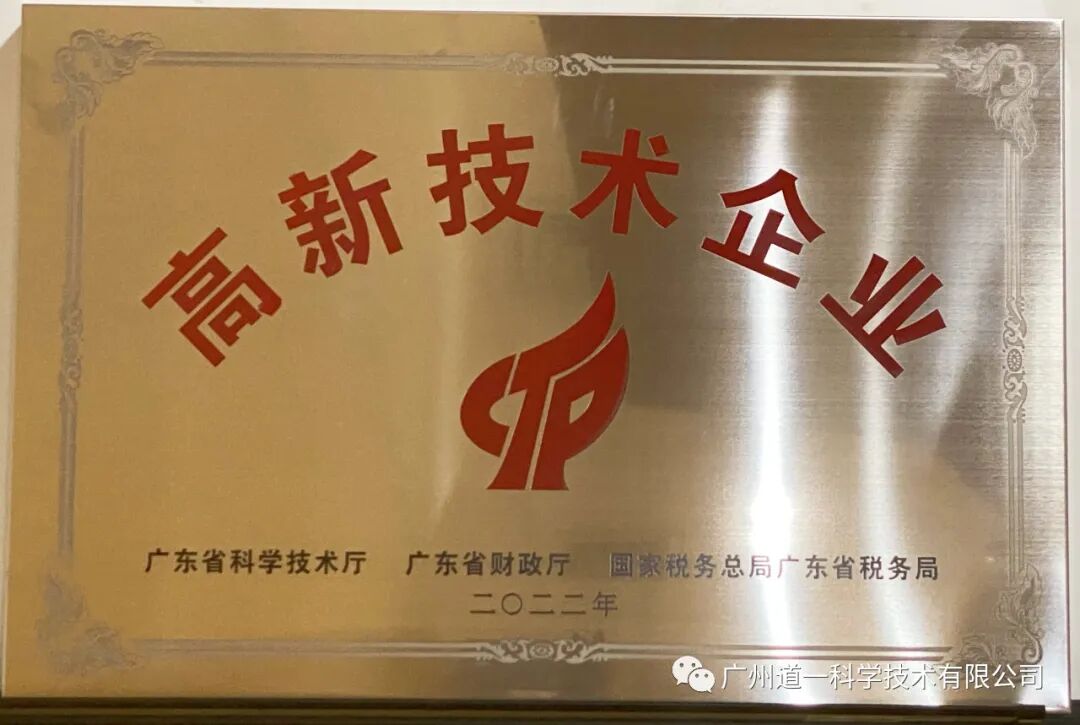 高新技术企业
广东省科学技术厅 广东省财政厅 国家税务总局广东省税务局
二〇二二年
广州道一科学技术有限公司